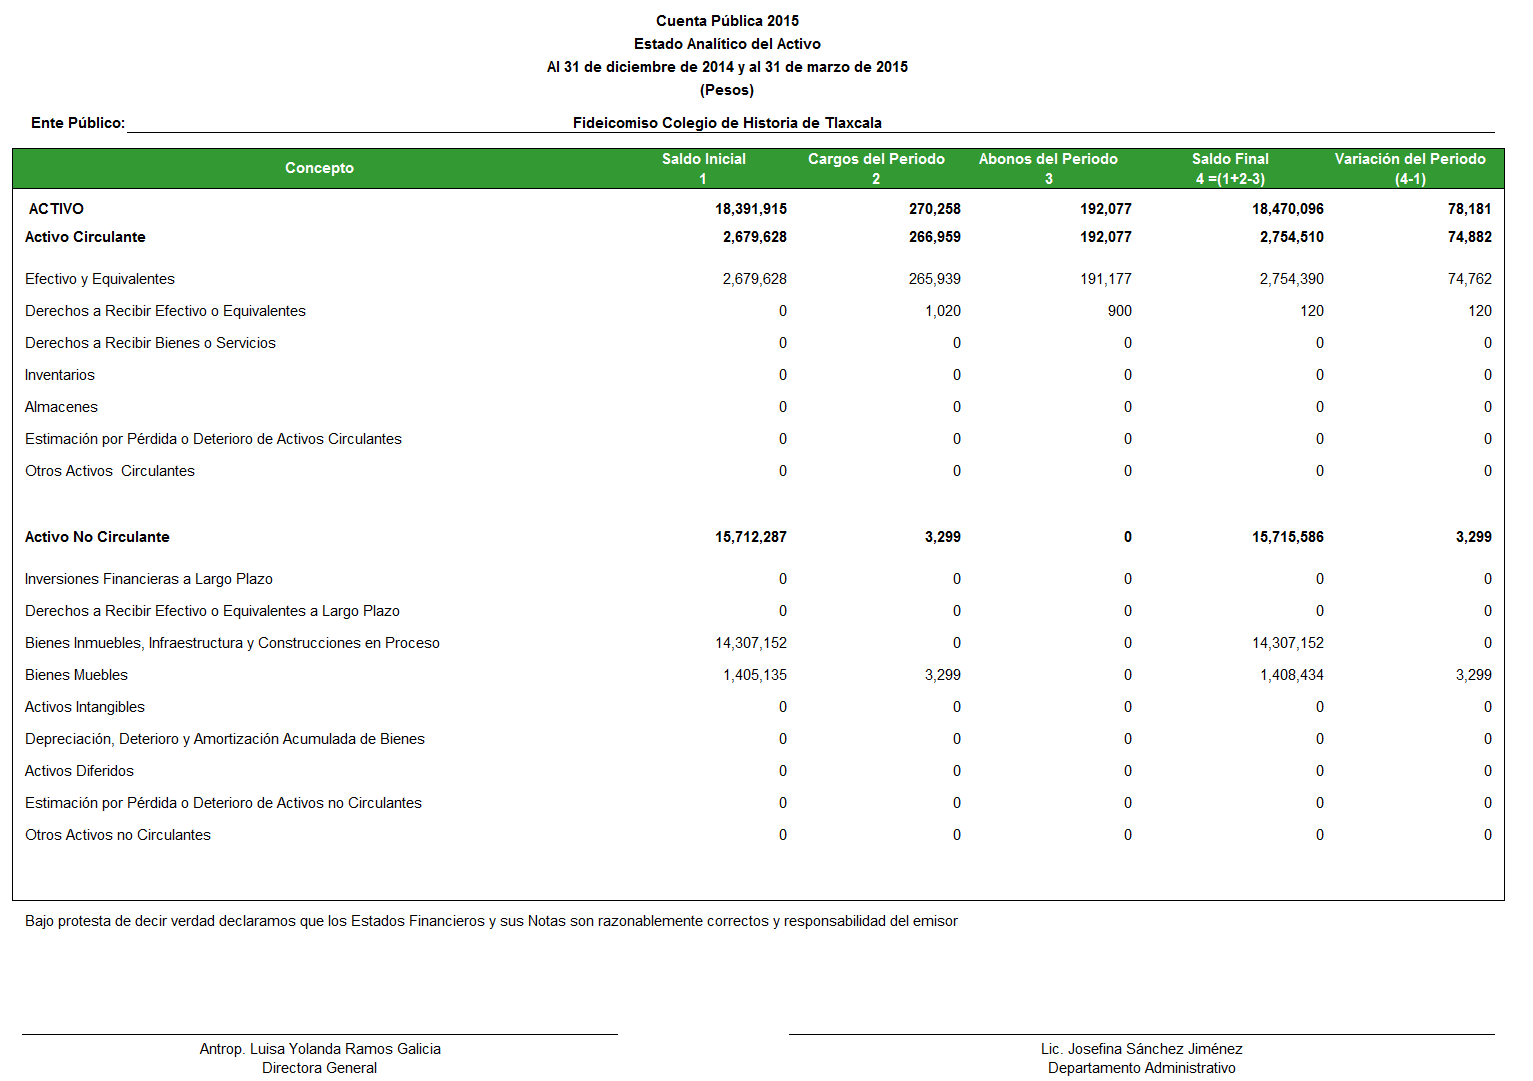 Cuenta Pública 2015
Estado Analítico del Activo
Al 31 de diciembre de 2014 y al 31 de marzo de 2015
(Pesos)
Ente Público: Fideicomiso Colegio de Historia de Tlaxcala
Concepto Saldo Inicial 1 Cargos del Periodo 2 Abonos del Periodo 3 Saldo Final 4 =(1+2-3) Variación del Periodo (4-1)
ACTIVO 18,391,915 270,258 192,077 18,470,096 78,181
Activo Circulante 2,679,628 266,959 192,077 2,754,510 74,882
Efectivo y Equivalentes 2,679,628 265,939 191,177 2,754,390 74,762
Derechos a Recibir Efectivo o Equivalentes 0 1,020 900 120 120
Derechos a Recibir Bienes o Servicios 0 0 0 0 0
Inventarios 0 0 0 0 0
Almacenes 0 0 0 0 0
Estimación por Pérdida o Deterioro de Activos Circulantes 0 0 0 0 0
Otros Activos  Circulantes 0 0 0 0 0
Activo No Circulante 15,712,287 3,299 0 15,715,586 3,299
Inversiones Financieras a Largo Plazo 0 0 0 0 0
Derechos a Recibir Efectivo o Equivalentes a Largo Plazo 0 0 0 0 0
Bienes Inmuebles, Infraestructura y Construcciones en Proceso 14,307,152 0 0 14,307,152 0
Bienes Muebles 1,405,135 3,299 0 1,408,434 3,299
Activos Intangibles 0 0 0 0 0
Depreciación, Deterioro y Amortización Acumulada de Bienes 0 0 0 0 0
Activos Diferidos 0 0 0 0 0
Estimación por Pérdida o Deterioro de Activos no Circulantes 0 0 0 0 0
Otros Activos no Circulantes 0 0 0 0 0
Bajo protesta de decir verdad declaramos que los Estados Financieros y sus Notas son razonablemente correctos y responsabilidad del emisor
Antrop. Luisa Yolanda Ramos Galicia Lic. Josefina Sánchez Jiménez
Directora General Departamento Administrativo